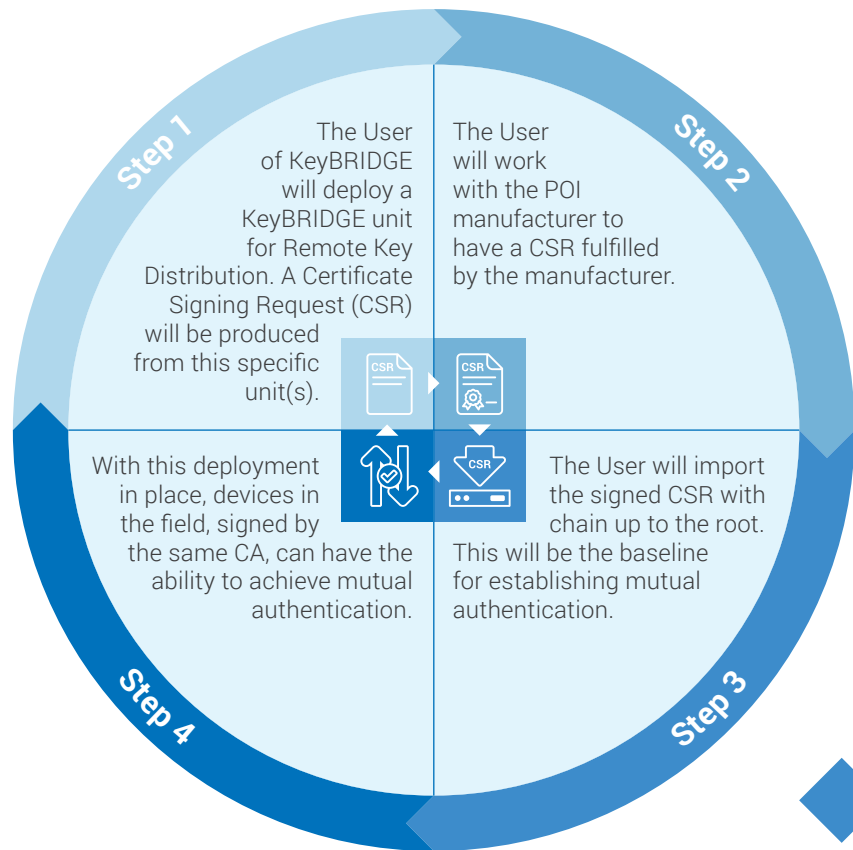 Step 1
The User
of KeyBRIDGE
will deploy a
KeyBRIDGE unit
for Remote Key
Distribution. A Certificate
Signing Request (CSR)
will be produced
from this specific
unit(s).
Step 2
The User
will work
with the POI
manufacturer to
have a CSR fulfilled
by the manufacturer.
CSR
CSR
CSR
Step 3
The User will import
the signed CSR with
chain up to the root.
This will be the baseline
for establishing mutual
authentication.
Step 4
With this deployment
in place, devices in
the field, signed by
the same CA, can have the
ability to achieve mutual
authentication.